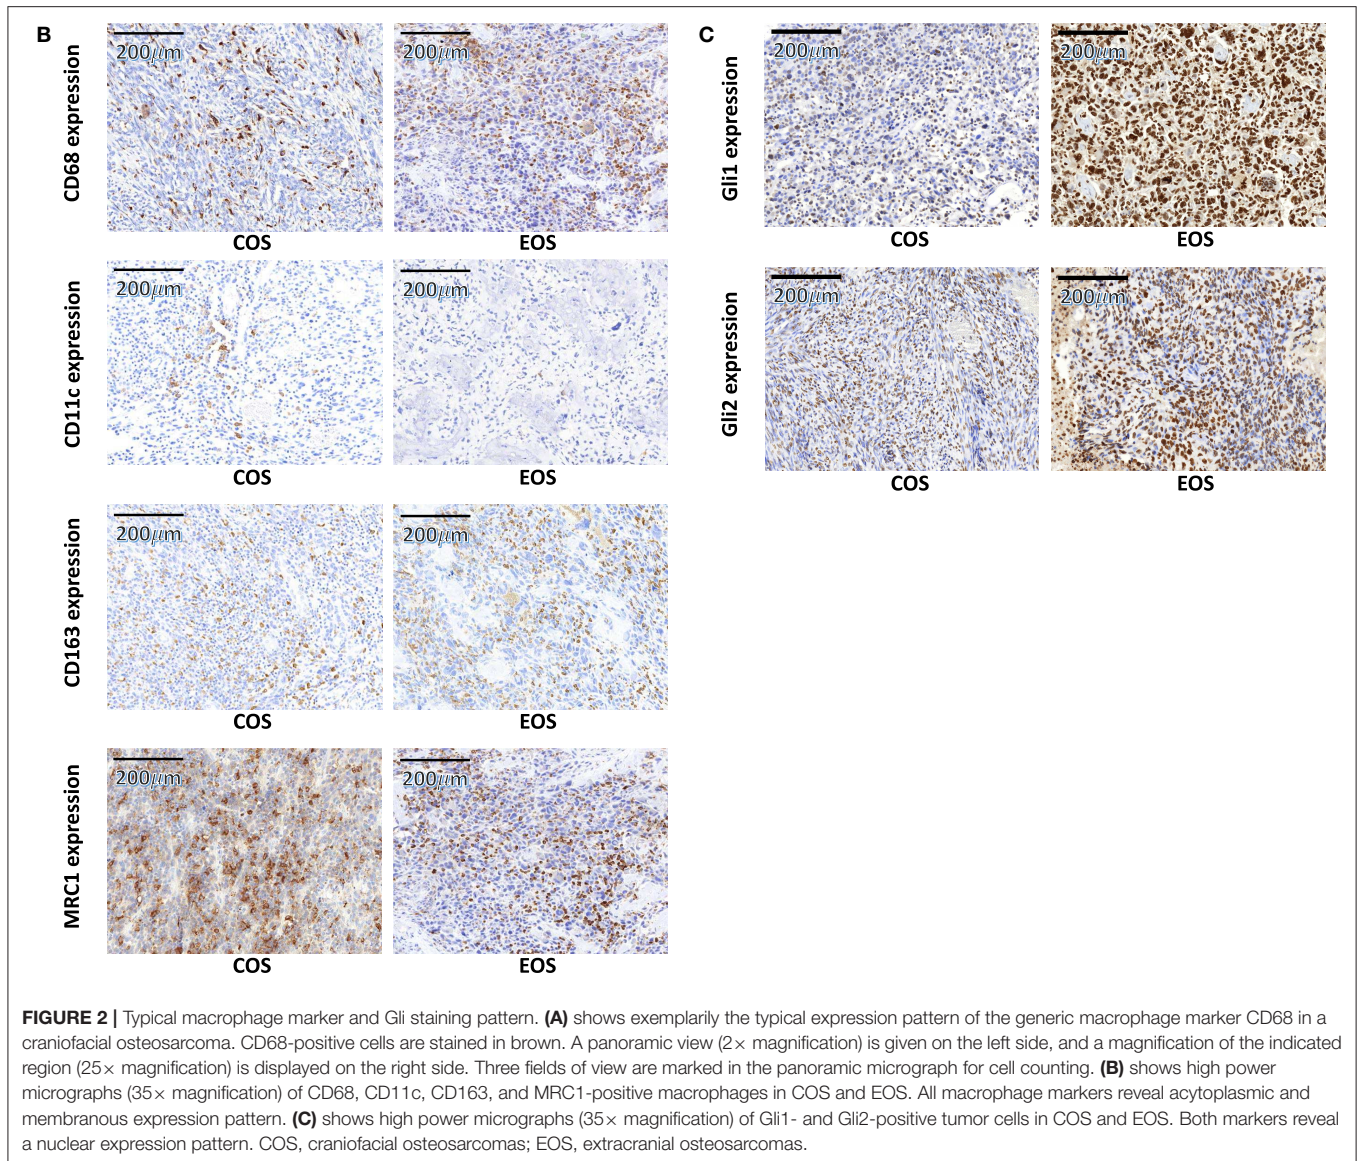 B
CD68 expression
200µm
200µm
COS
EOS
CD11c expression
200µm
200µm
COS
EOS
CD163 expression
200µm
200µm
COS
EOS
MRC1 expression
200µm
200µm
COS
EOS
C
Gli1 expression
200µm
200µm
COS
EOS
Gli2 expression
200µm
200µm
COS
EOS
FIGURE 2 | Typical macrophage marker and Gli staining pattern. (A) shows exemplarily the typical expression pattern of the generic macrophage marker CD68 in a
craniofacial osteosarcoma. CD68-positive cells are stained in brown. A panoramic view (2× magnification) is given on the left side, and a magnification of the indicated
region (25× magnification) is displayed on the right side. Three fields of view are marked in the panoramic micrograph for cell counting. (B) shows high power
micrographs (35× magnification) of CD68, CD11c, CD163, and MRC1-positive macrophages in COS and EOS. All macrophage markers reveal acytoplasmic and
membranous expression pattern. (C) shows high power micrographs (35× magnification) of Gli1- and Gli2-positive tumor cells in COS and EOS. Both markers reveal
a nuclear expression pattern. COS, craniofacial osteosarcomas; EOS, extracranial osteosarcomas.